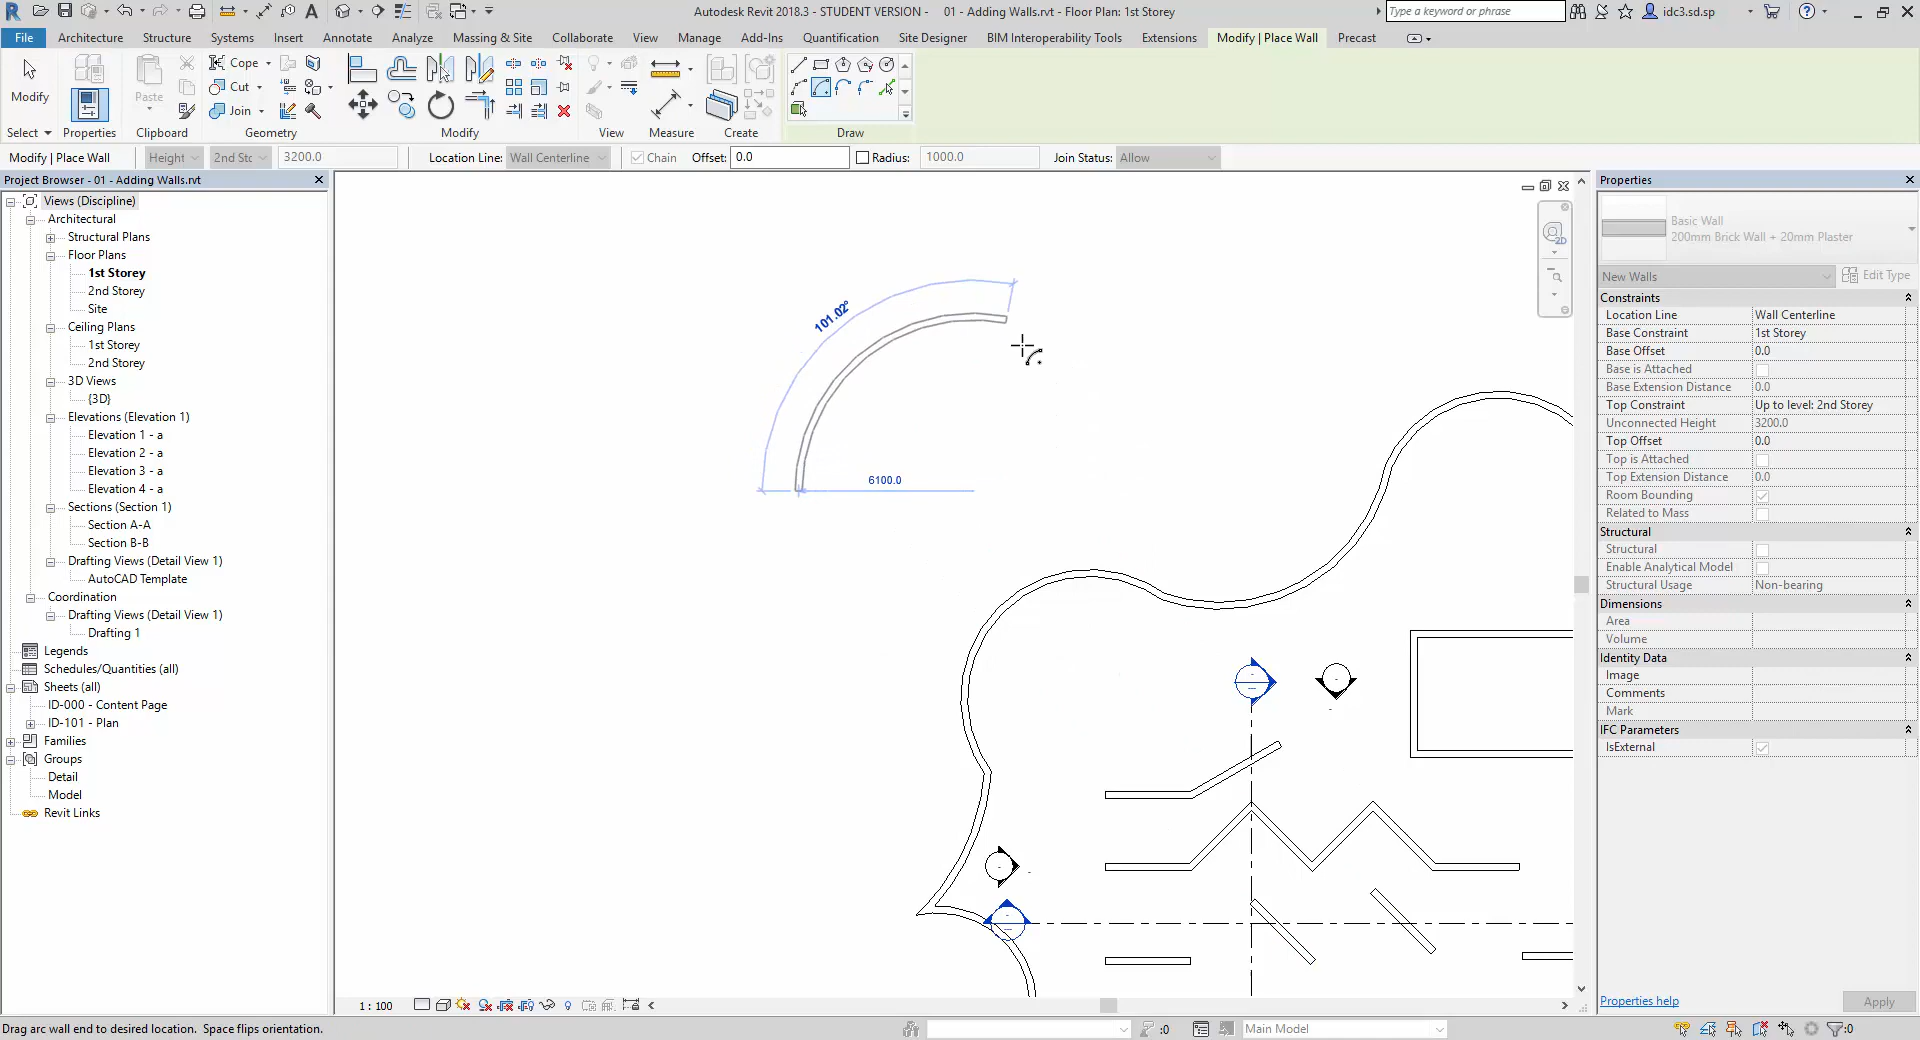 Autodesk Revit 2018.3 - STUDENT VERSION - 01 - Adding Walls.rvt - Floor Plan: 1st Storey
Type a keyword or phrase
idc3.sd.sp
File Architecture Structure Systems Insert Annotate Analyze Massing & Site Collaborate View Manage Add-Ins Quantification Site Designer BIM Interoperability Tools Extensions Modify | Place Wall Precast
Modify
Paste
Cope
Cut
Join
Select Properties Clipboard Geometry Modify View Measure Create Draw
Modify | Place Wall Height 2nd Stc 3200.0 Location Line: Wall Centerline Chain Offset: 0.0 Radius: 1000.0 Join Status: Allow
Project Browser - 01 - Adding Walls.rvt
Views (Discipline)
Architectural
Structural Plans
Floor Plans
1st Storey
2nd Storey
Site
Ceiling Plans
1st Storey
2nd Storey
3D Views
{3D}
Elevations (Elevation 1)
Elevation 1 - a
Elevation 2 - a
Elevation 3 - a
Elevation 4 - a
Sections (Section 1)
Section A-A
Section B-B
Drafting Views (Detail View 1)
AutoCAD Template
Coordination
Drafting Views (Detail View 1)
Drafting 1
Legends
Schedules/Quantities (all)
Sheets (all)
ID-000 - Content Page
ID-101 - Plan
Families
Groups
Detail
Model
Revit Links
101.02°
6100.0
2D
1 : 100
Properties
Basic Wall
200mm Brick Wall + 20mm Plaster
New Walls Edit Type
Constraints
Location Line Wall Centerline
Base Constraint 1st Storey
Base Offset 0.0
Base is Attached
Base Extension Distance 0.0
Top Constraint Up to level: 2nd Storey
Unconnected Height 3200.0
Top Offset 0.0
Top is Attached
Top Extension Distance 0.0
Room Bounding
Related to Mass
Structural
Structural
Enable Analytical Model
Structural Usage Non-bearing
Dimensions
Area
Volume
Identity Data
Image
Comments
Mark
IFC Parameters
IsExternal
Properties help Apply
Drag arc wall end to desired location. Space flips orientation.
:0 Main Model :0